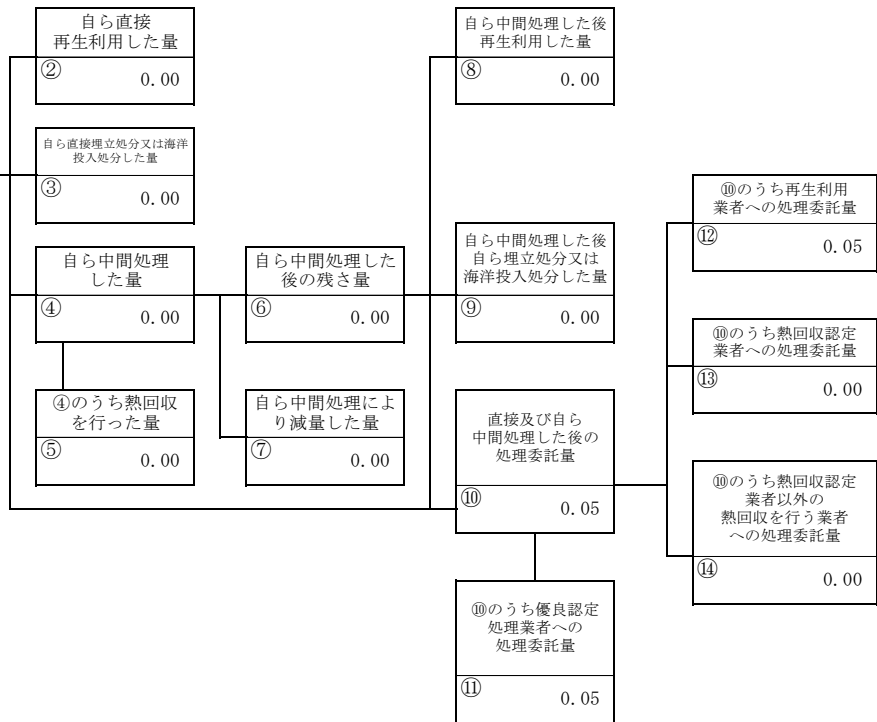 自ら直接
再生利用した量
②
0.00
自ら中間処理した後
再生利用した量
⑧
0.00
自ら直接埋立処分又は海洋
投入処分した量
③
0.00
⑩のうち再生利用
業者への処理委託量
⑫
0.05
自ら中間処理
した量
④
0.00
自ら中間処理した
後の残さ量
⑥
0.00
自ら中間処理した後
自ら埋立処分又は
海洋投入処分した量
⑨
0.00
⑩のうち熱回収認定
業者への処理委託量
⑬
0.00
④のうち熱回収
を行った量
⑤
0.00
自ら中間処理によ
り減量した量
⑦
0.00
直接及び自ら
中間処理した後の
処理委託量
⑩
0.05
⑩のうち熱回収認定
業者以外の
熱回収を行う業者
への処理委託量
⑭
0.00
⑩のうち優良認定
処理業者への
処理委託量
⑪
0.05